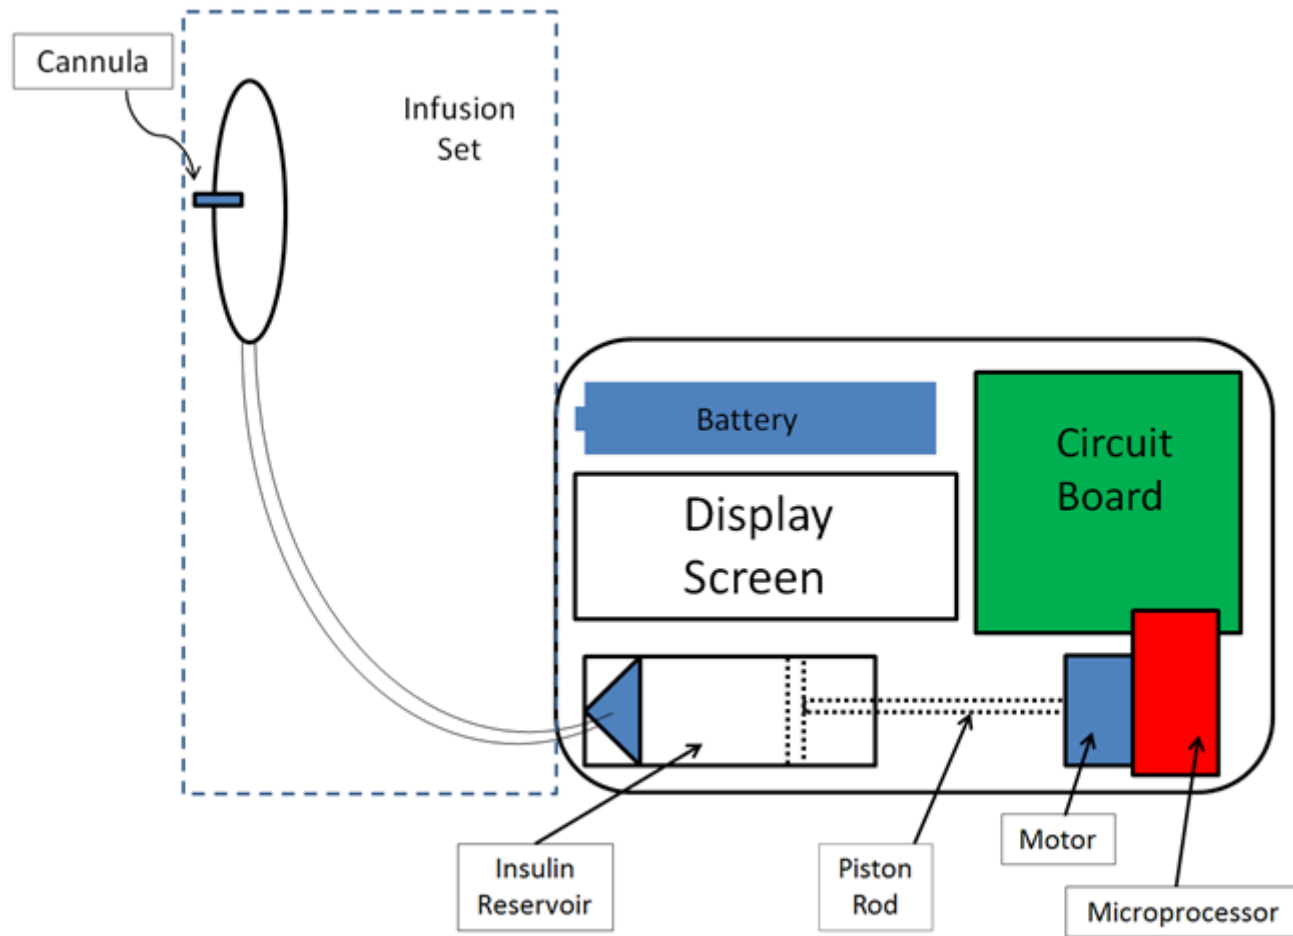 Cannula
Infusion
Set
Battery
Circuit
Board
Display
Screen
Insulin
Reservoir
Piston
Rod
Motor
Microprocessor